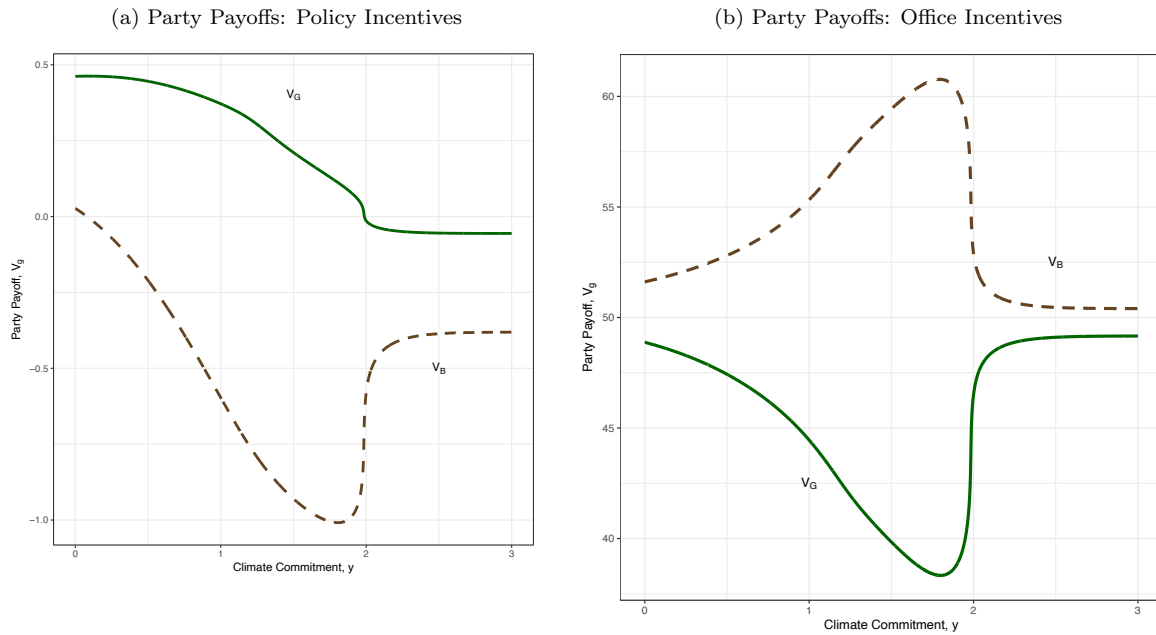 (a) Party Payoffs: Policy Incentives
0.5
0.0
−0.5
−1.0
Party Payoff, Vg
VG
VB
0 1 2 3
Climate Commitment, y
(b) Party Payoffs: Office Incentives
60
55
50
45
40
Party Payoff, Vg
VB
VG
0 1 2 3
Climate Commitment, y